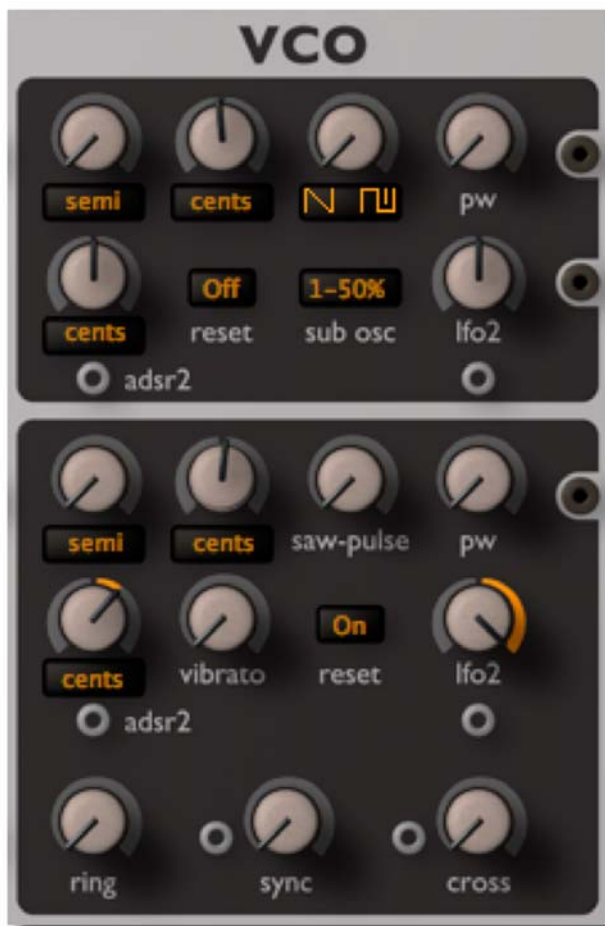 VCO
semi cents pw
cents Off 1-50% lfo2
reset sub osc
adsr2
semi cents saw-pulse pw
cents vibrato On lfo2
reset
adsr2
ring sync cross